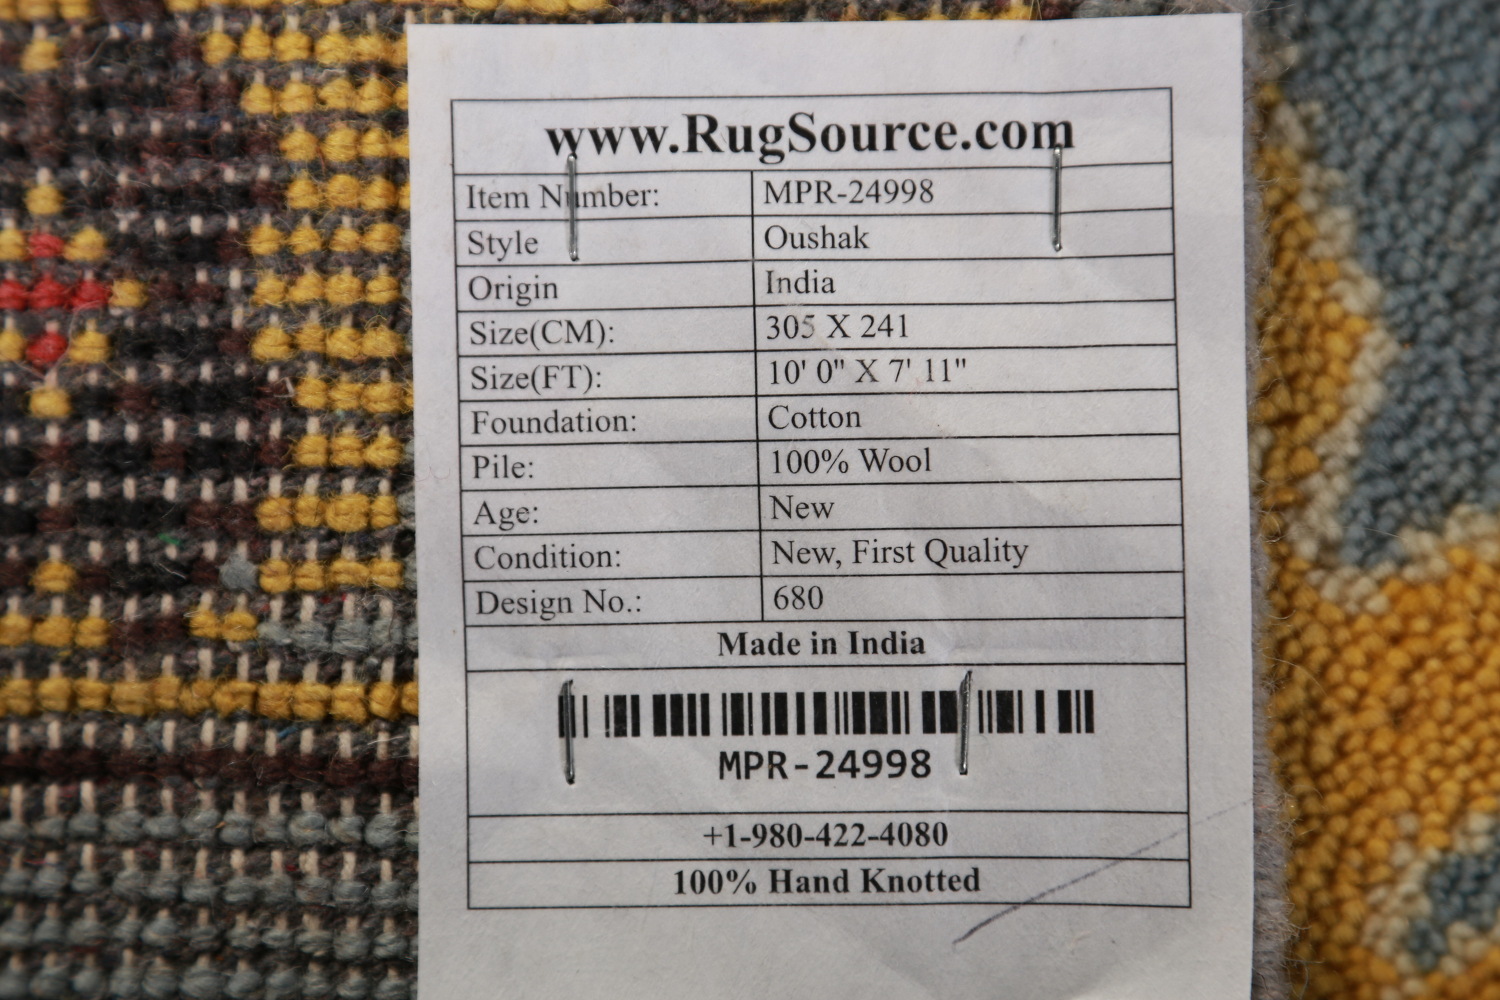 www.RugSource.com
Item Number: MPR-24998
Style Oushak
Origin India
Size(CM): 305 X 241
Size(FT): 10' 0" X 7' 11"
Foundation: Cotton
Pile: 100% Wool
Age: New
Condition: New, First Quality
Design No.: 680
Made in India
MPR-24998
+1-980-422-4080
100% Hand Knotted